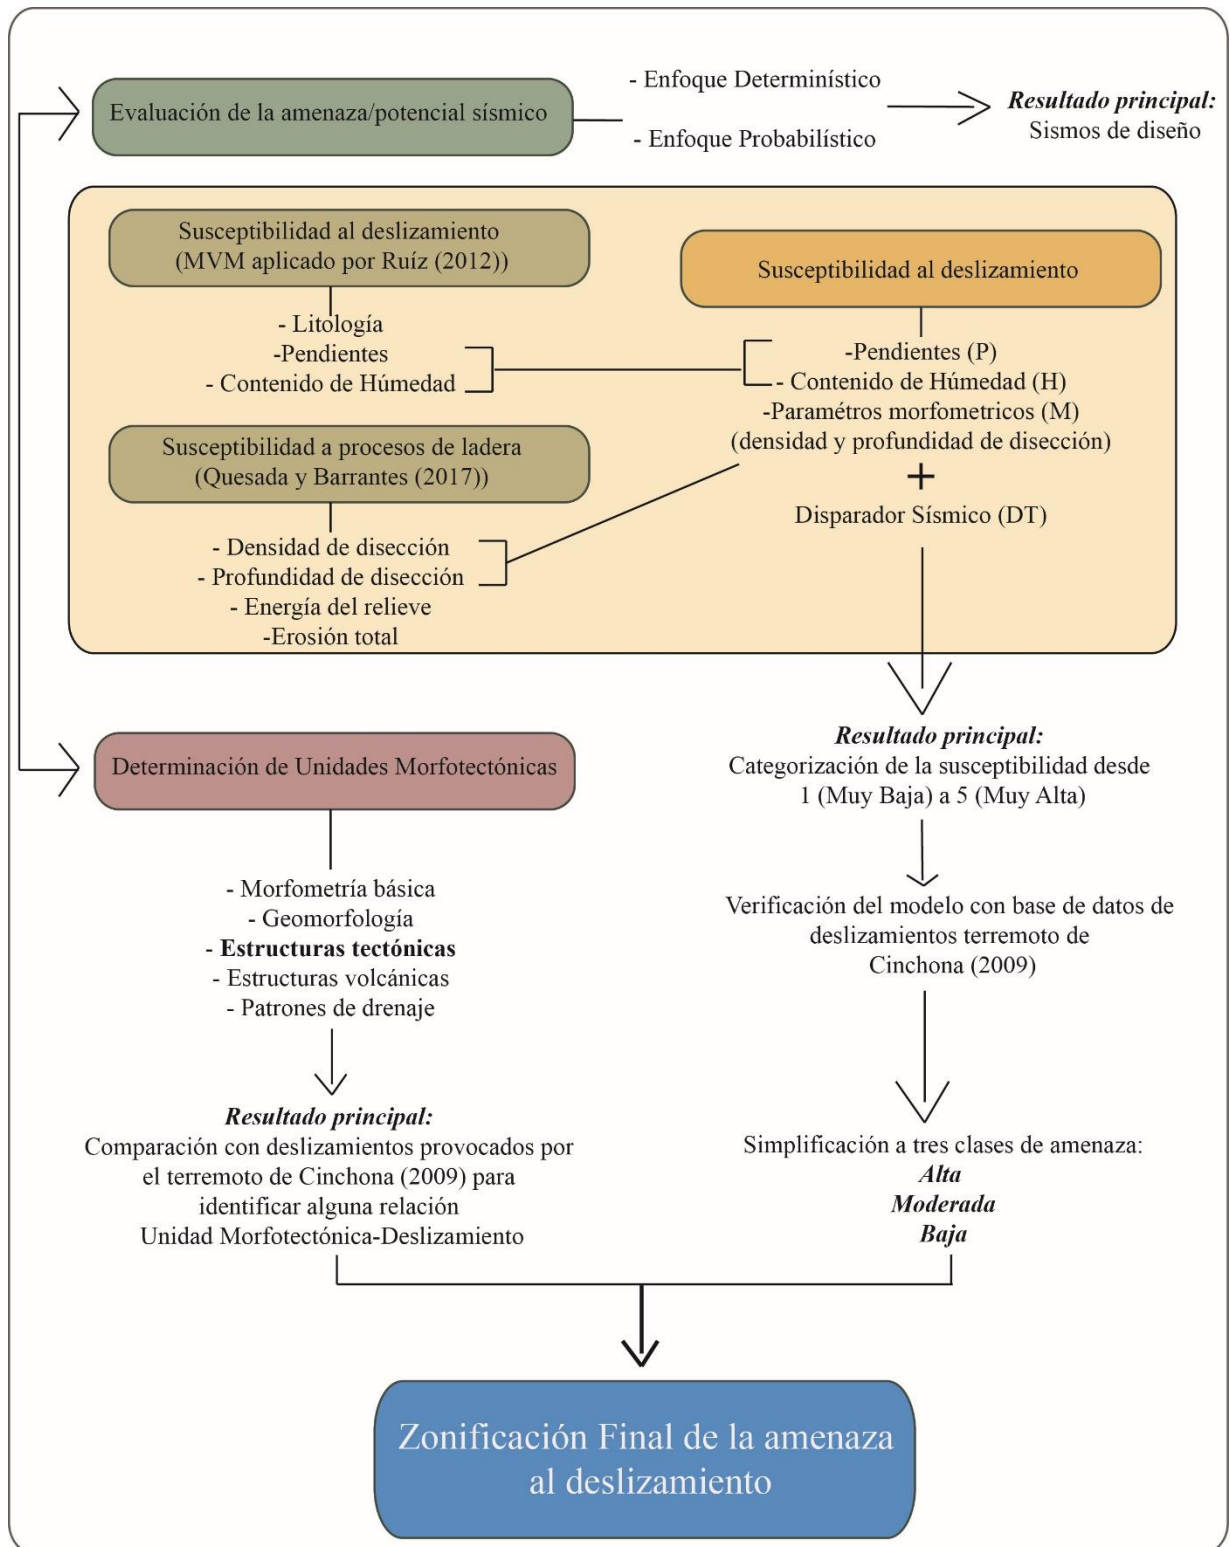 Evaluación de la amenaza/potencial sísmico
- Enfoque Determinístico
- Enfoque Probabilístico
Resultado principal:
Sismos de diseño
Susceptibilidad al deslizamiento
(MVM aplicado por Ruíz (2012))
- Litología
-Pendientes
- Contenido de Húmedad
Susceptibilidad a procesos de ladera
(Quesada y Barrantes (2017))
- Densidad de disección
- Profundidad de disección
- Energía del relieve
-Erosión total
Susceptibilidad al deslizamiento
-Pendientes (P)
- Contenido de Húmedad (H)
-Paramétros morfometricos (M)
(densidad y profundidad de disección)
+
Disparador Sísmico (DT)
Resultado principal:
Categorización de la susceptibilidad desde
1 (Muy Baja) a 5 (Muy Alta)
Verificación del modelo con base de datos de
deslizamientos terremoto de
Cinchona (2009)
Simplificación a tres clases de amenaza:
Alta
Moderada
Baja
Determinación de Unidades Morfotectónicas
- Morfometría básica
- Geomorfología
- Estructuras tectónicas
- Estructuras volcánicas
- Patrones de drenaje
Resultado principal:
Comparación con deslizamientos provocados por
el terremoto de Cinchona (2009) para
identificar alguna relación
Unidad Morfotectónica-Deslizamiento
Zonificación Final de la amenaza
al deslizamiento